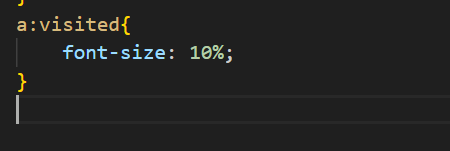 }
a:visited{
    font-size: 10%;
}